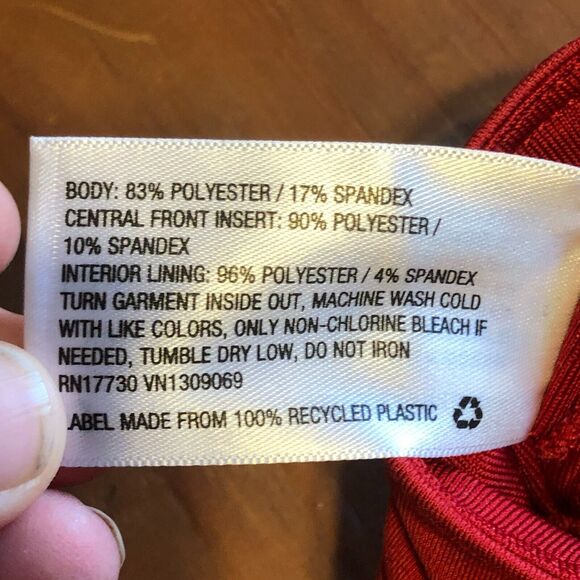 BODY: 83% POLYESTER / 17% SPANDEX
CENTRAL FRONT INSERT: 90% POLYESTER /
10% SPANDEX
INTERIOR LINING: 96% POLYESTER / 4% SPANDEX
TURN GARMENT INSIDE OUT, MACHINE WASH COLD
WITH LIKE COLORS, ONLY NON-CHLORINE BLEACH IF
NEEDED, TUMBLE DRY LOW, DO NOT IRON
RN17730 VN1309069
LABEL MADE FROM 100% RECYCLED PLASTIC